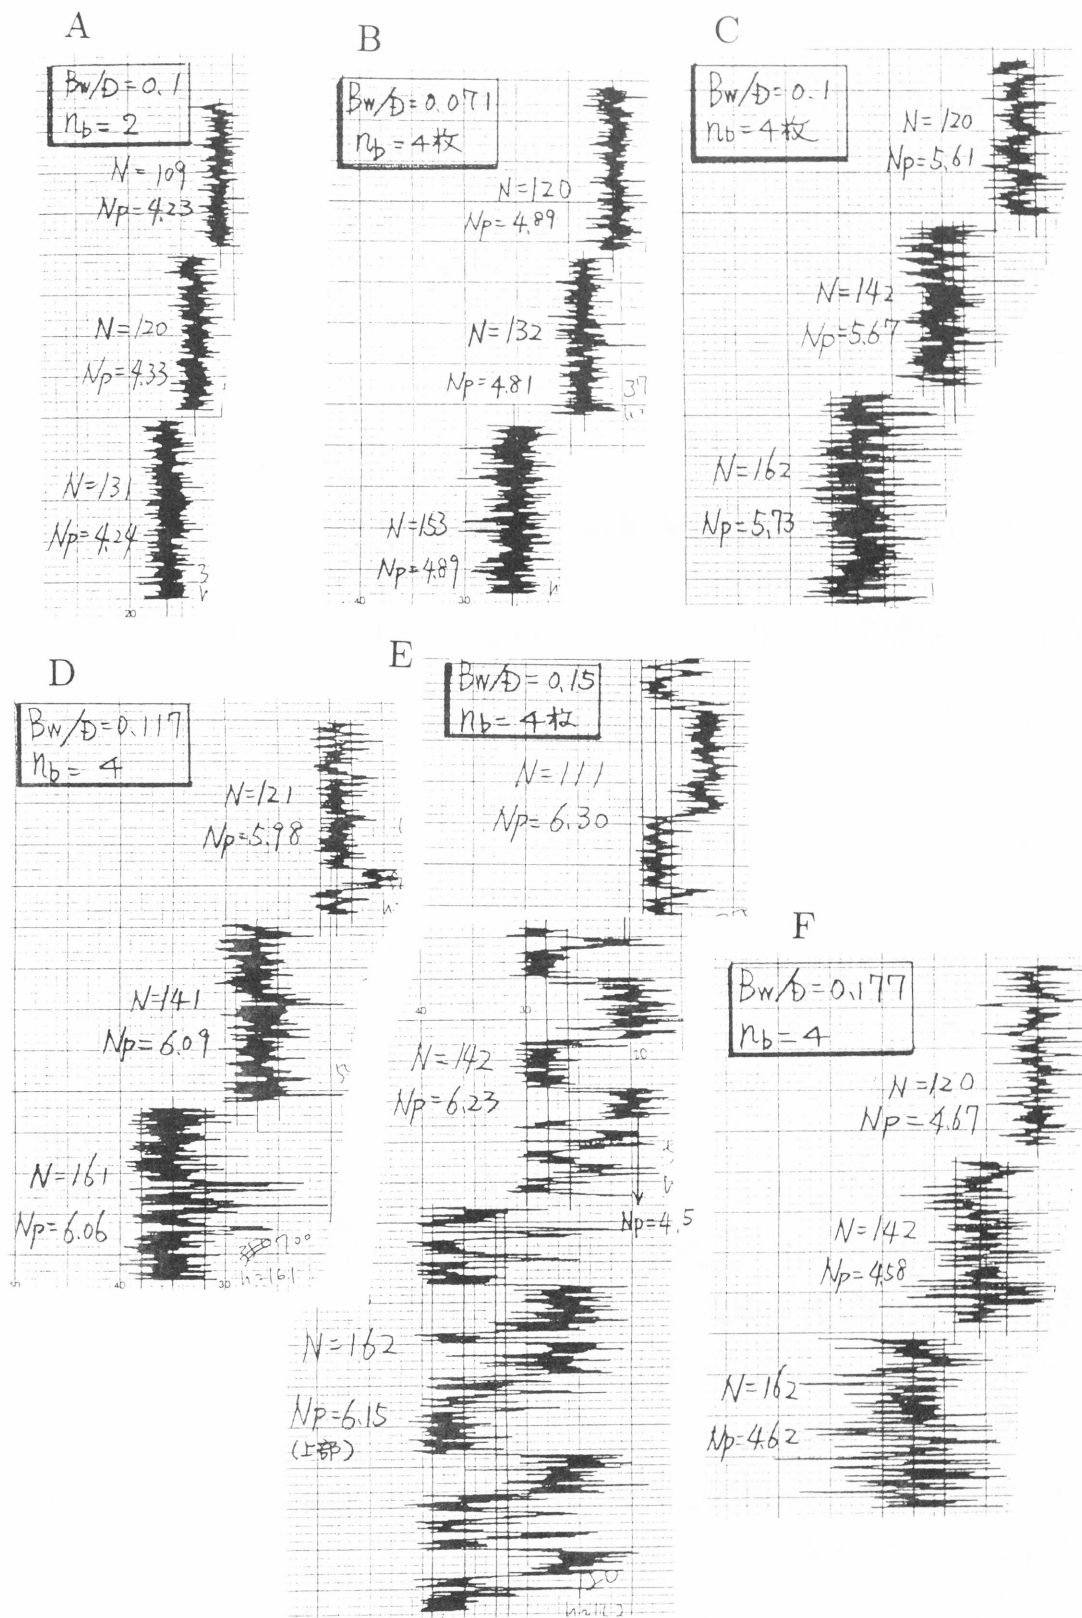 A
Bw/D=0.1
nb=2
N=109
Np=4.23
N=120
Np=4.33
N=131
Np=4.24
20
B
Bw/D=0.071
nb=4枚
N=120
Np=4.89
N=132
Np=4.81
37
N=153
Np=4.89
40
30
C
Bw/D=0.1
nb=4枚
N=120
Np=5.61
N=142
Np=5.67
N=162
Np=5.73
D
Bw/D=0.117
nb=4
N=121
Np=5.98
N=141
Np=6.09
N=161
Np=6.06
n=161
50
40
30
E
Bw/D=0.15
nb=4枚
N=111
Np=6.30
40
30
20
N=142
Np=6.23
Np=4.5
N=162
Np=6.15
(上部)
F
Bw/D=0.177
nb=4
N=120
Np=4.67
N=142
Np=4.58
N=162
Np=4.62